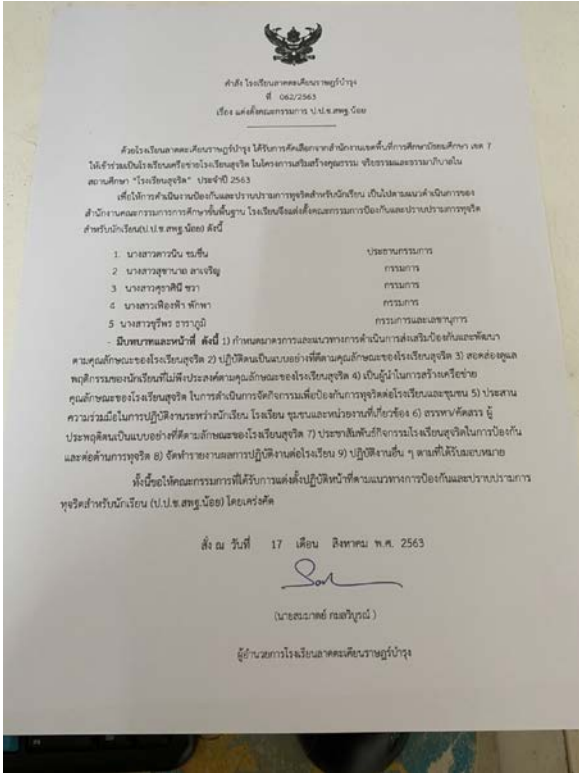 คำสั่ง โรงเรียนลาดตะเคียนราษฎร์บำรุง
ที่ 062/2563
เรื่อง แต่งตั้งคณะกรรมการ ป.ป.ช.สพฐ.น้อย
ด้วยโรงเรียนลาดตะเคียนราษฎร์บำรุง ได้รับการคัดเลือกจากสำนักงานเขตพื้นที่การศึกษามัธยมศึกษา เขต 7
ให้เข้าร่วมเป็นโรงเรียนเครือข่ายโรงเรียนสุจริต ในโครงการเสริมสร้างคุณธรรม จริยธรรมและธรรมาภิบาลใน
สถานศึกษา "โรงเรียนสุจริต" ประจำปี 2563
เพื่อให้การดำเนินงานป้องกันและปราบปรามการทุจริตสำหรับนักเรียน เป็นไปตามแนวดำเนินการของ
สำนักงานคณะกรรมการการศึกษาขั้นพื้นฐาน โรงเรียนจึงแต่งตั้งคณะกรรมการป้องกันและปราบปรามการทุจริต
สำหรับนักเรียน(ป.ป.ช.สพฐ.น้อย) ดังนี้
1. นางสาวดาวนิน ชมชื่น ประธานกรรมการ
2 นางสาวสุชานาถ ลาเจริญ กรรมการ
3 นางสาวศุราศินี ชวา กรรมการ
4 นางสาวเฟื่องฟ้า พักพา กรรมการ
5 นางสาวชุรีพร ธาราภูมิ กรรมการและเลขานุการ
- มีบทบาทและหน้าที่ ดังนี้ 1) กำหนดมาตรการและแนวทางการดำเนินการส่งเสริมป้องกันและพัฒนา
ตามคุณลักษณะของโรงเรียนสุจริต 2) ปฏิบัติตนเป็นแบบอย่างที่ดีตามคุณลักษณะของโรงเรียนสุจริต 3) สอดส่องดูแล
พฤติกรรมของนักเรียนที่ไม่พึงประสงค์ตามคุณลักษณะของโรงเรียนสุจริต 4) เป็นผู้นำในการสร้างเครือข่าย
คุณลักษณะของโรงเรียนสุจริต ในการดำเนินการจัดกิจกรรมเพื่อป้องกันการทุจริตต่อโรงเรียนและชุมชน 5) ประสาน
ความร่วมมือในการปฏิบัติงานระหว่างนักเรียน โรงเรียน ชุมชนและหน่วยงานที่เกี่ยวข้อง 6) สรรหา/คัดสรร ผู้
ประพฤติตนเป็นแบบอย่างที่ดีตามลักษณะของโรงเรียนสุจริต 7) ประชาสัมพันธ์กิจกรรมโรงเรียนสุจริตในการป้องกัน
และต่อต้านการทุจริต 8) จัดทำรายงานผลการปฏิบัติงานต่อโรงเรียน 9) ปฏิบัติงานอื่น ๆ ตามที่ได้รับมอบหมาย
ทั้งนี้ขอให้คณะกรรมการที่ได้รับการแต่งตั้งปฏิบัติหน้าที่ตามแนวทางการป้องกันและปราบปรามการ
ทุจริตสำหรับนักเรียน (ป.ป.ช.สพฐ.น้อย) โดยเคร่งคัด
สั่ง ณ วันที่ 17 เดือน สิงหาคม พ.ศ. 2563
(นายสมมาตย์ กมลวิบูรณ์ )
ผู้อำนวยการโรงเรียนลาดตะเคียนราษฎร์บำรุง